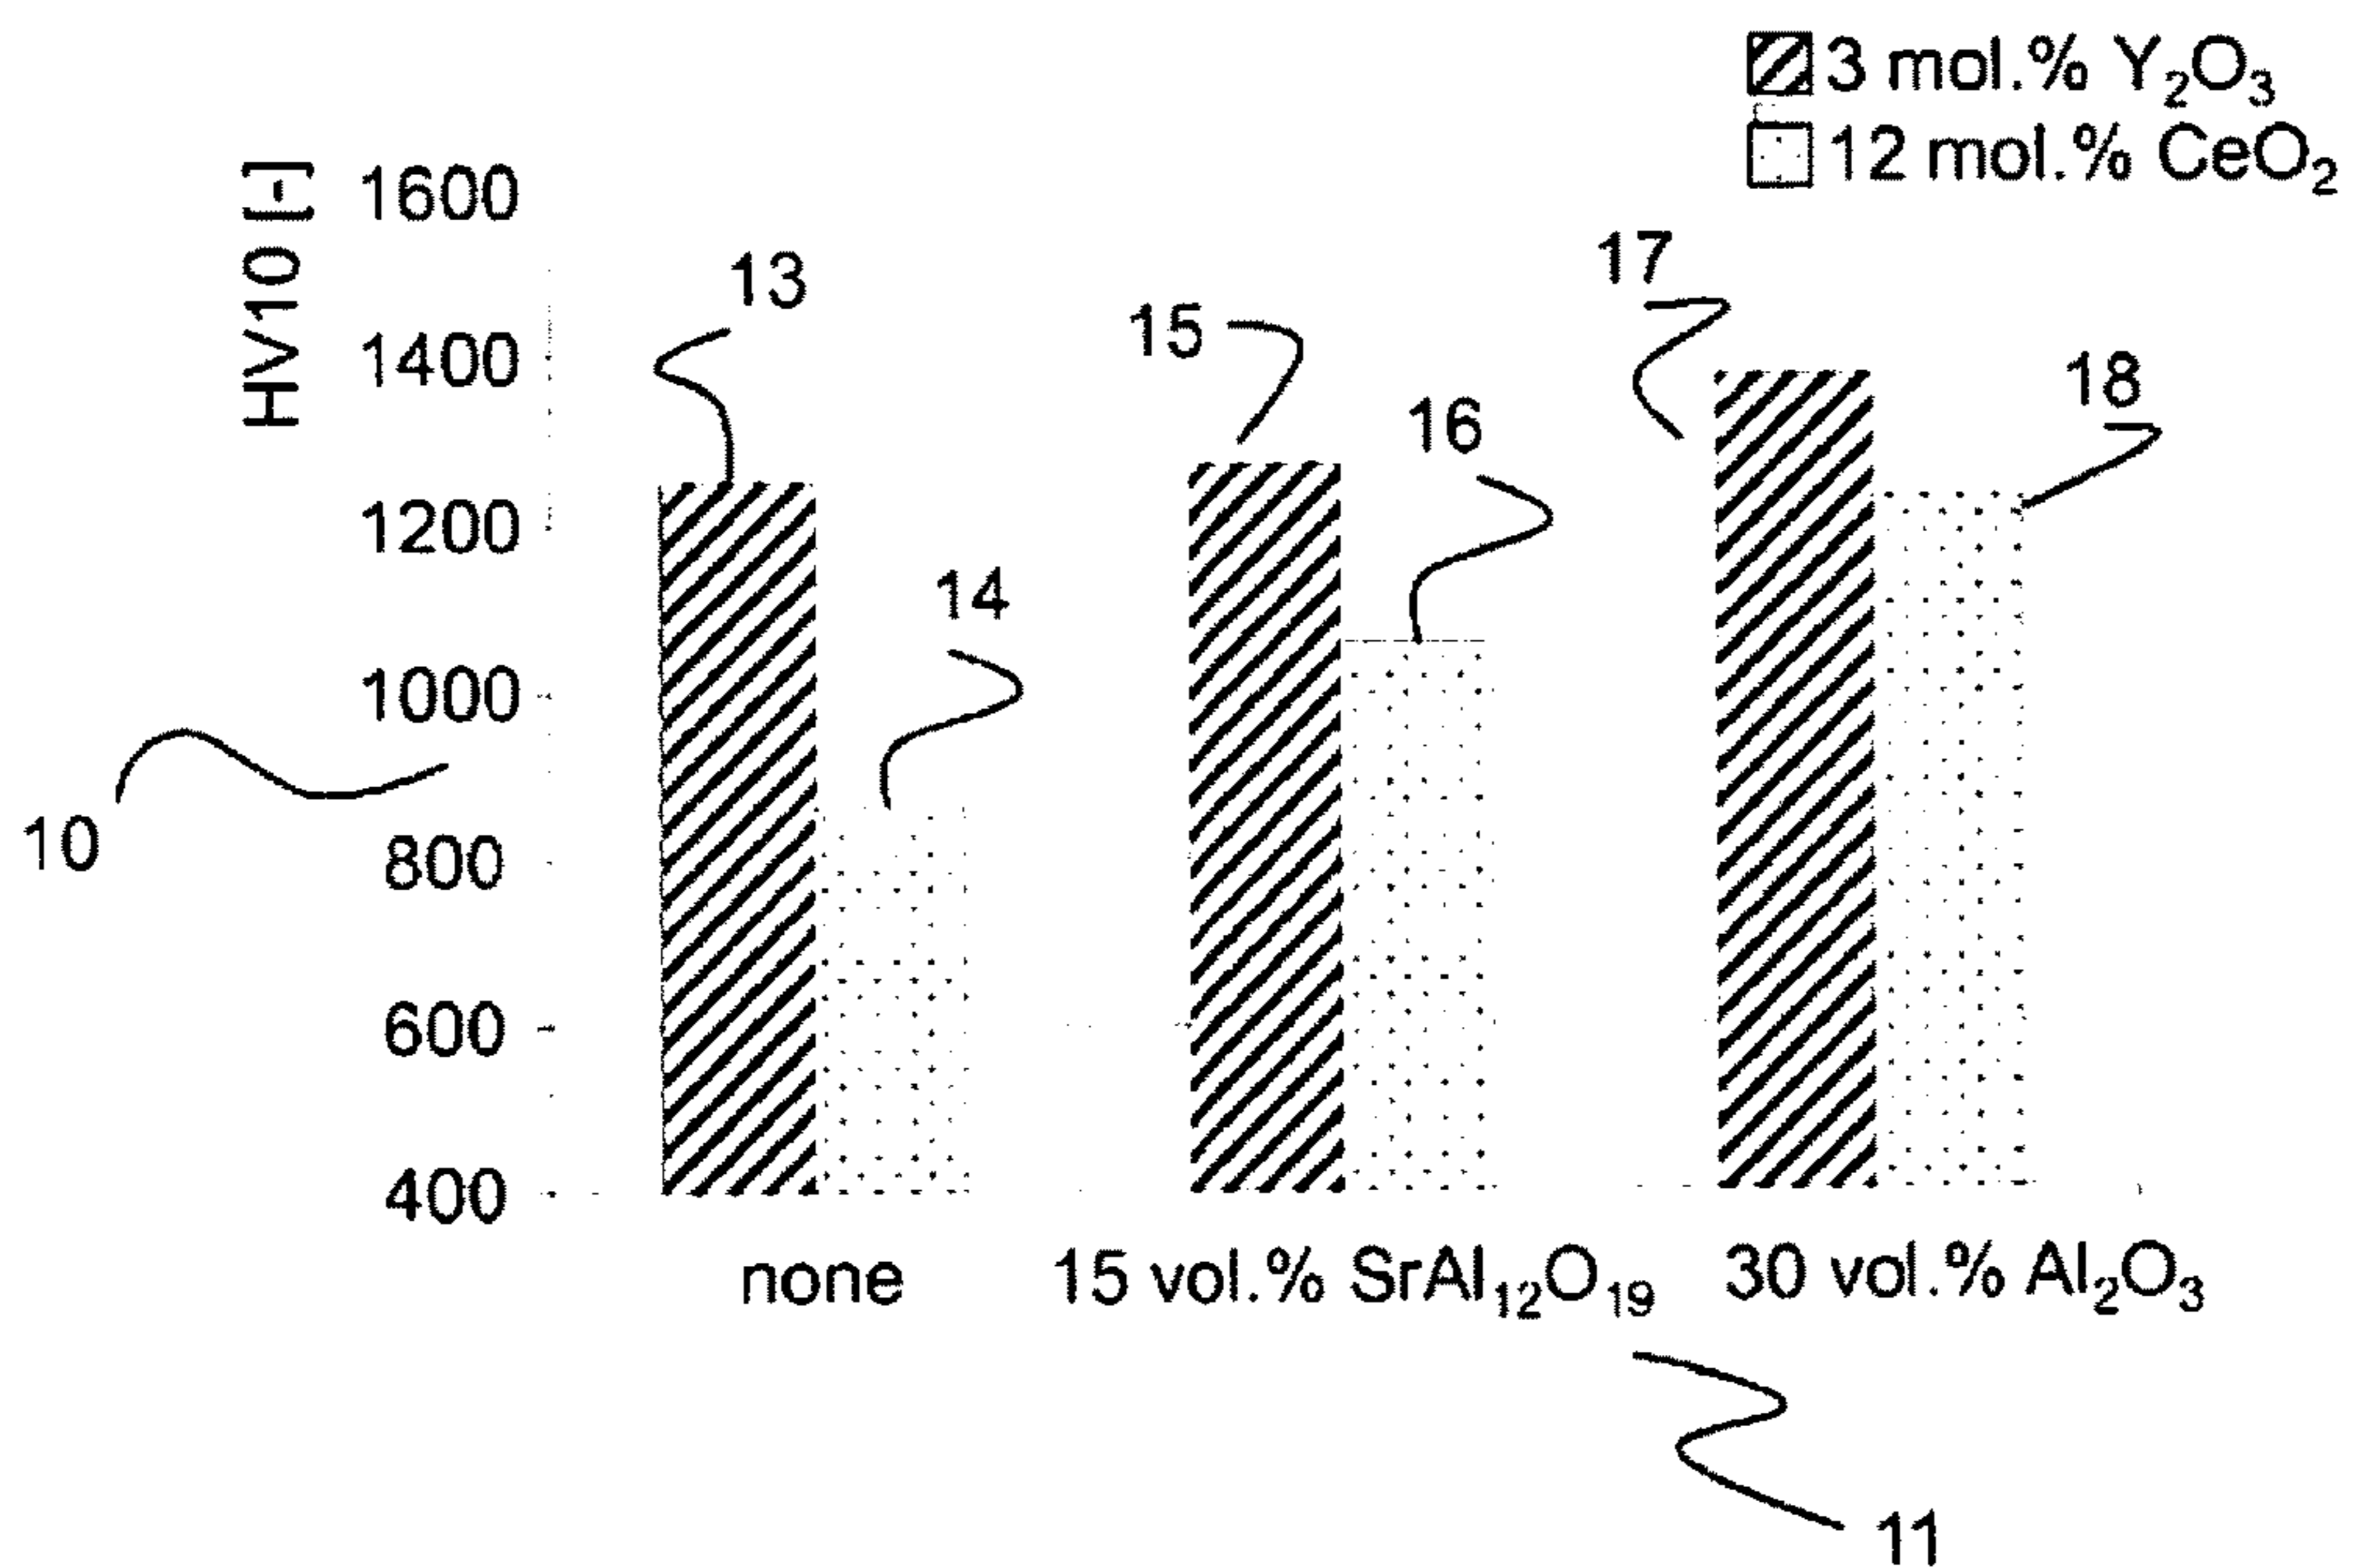 3 mol.% Y₂O₃
12 mol.% CeO₂
HV10 [-]
1600
1400
1200
1000
800
600
400
13
14
15
16
17
18
10
none
15 vol.% SrAl₁₂O₁₉
30 vol.% Al₂O₃
11